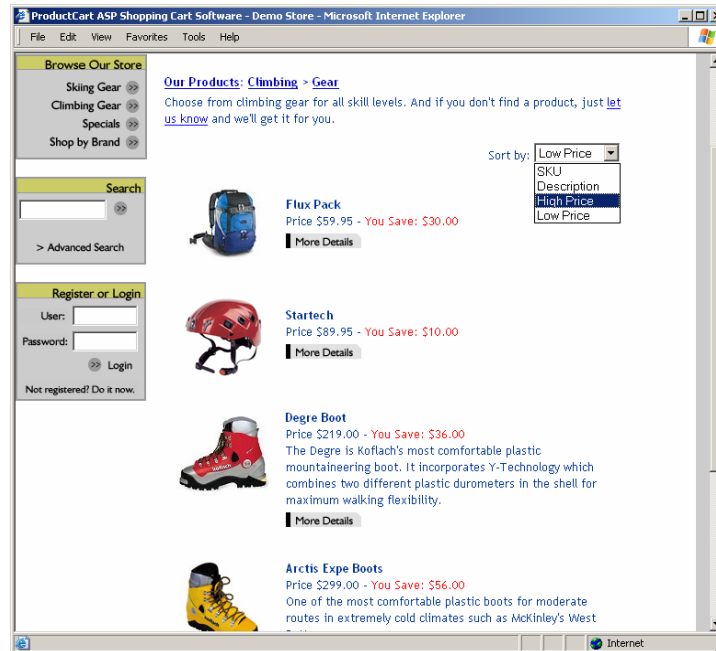 ProductCart ASP Shopping Cart Software - Demo Store - Microsoft Internet Explorer
File Edit View Favorites Tools Help
Browse Our Store
Skiing Gear
Climbing Gear
Specials
Shop by Brand
Search
> Advanced Search
Register or Login
User:
Password:
Login
Not registered? Do it now.
Our Products: Climbing > Gear
Choose from climbing gear for all skill levels. And if you don't find a product, just let
us know and we'll get it for you.
Sort by: Low Price
SKU
Description
High Price
Low Price
Flux Pack
Price $59.95 - You Save: $30.00
More Details
Startech
Price $89.95 - You Save: $10.00
More Details
Degre Boot
Price $219.00 - You Save: $36.00
The Degre is Koflach's most comfortable plastic
mountaineering boot. It incorporates Y-Technology which
combines two different plastic durometers in the shell for
maximum walking flexibility.
More Details
Arctis Expe Boots
Price $299.00 - You Save: $56.00
One of the most comfortable plastic boots for moderate
routes in extremely cold climates such as McKinley's West
Internet